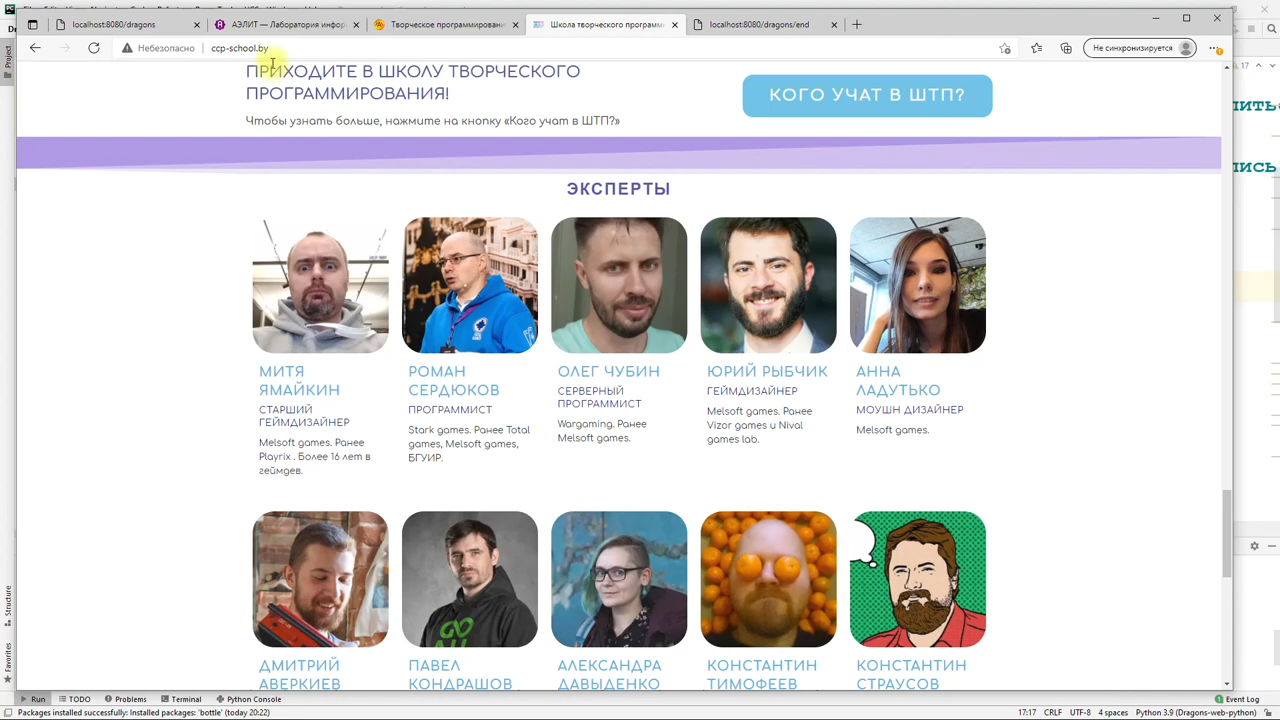 localhost:8080/dragons
АЭЛИТ — Лаборатория инфор
Творческое программировани
Школа творческого программ
localhost:8080/dragons/end
Небезопасно
ccp-school.by
Не синхронизируется
Project
17
ПРИХОДИТЕ В ШКОЛУ ТВОРЧЕСКОГО
ПРОГРАММИРОВАНИЯ!
Чтобы узнать больше, нажмите на кнопку «Кого учат в ШТП?»
КОГО УЧАТ В ШТП?
ЭКСПЕРТЫ
МИТЯ
ЯМАЙКИН
СТАРШИЙ
ГЕЙМДИЗАЙНЕР
Melsoft games. Ранее
Playrix . Более 16 лет в
геймдев.
РОМАН
СЕРДЮКОВ
ПРОГРАММИСТ
Stark games. Ранее Total
games, Melsoft games,
БГУИР.
ОЛЕГ ЧУБИН
СЕРВЕРНЫЙ
ПРОГРАММИСТ
Wargaming. Ранее
Melsoft games.
ЮРИЙ РЫБЧИК
ГЕЙМДИЗАЙНЕР
Melsoft games. Ранее
Vizor games и Nival
games lab.
АННА
ЛАДУТЬКО
МОУШН ДИЗАЙНЕР
Melsoft games.
ДМИТРИЙ
АВЕРКИЕВ
ПАВЕЛ
КОНДРАШОВ
АЛЕКСАНДРА
ДАВЫДЕНКО
КОНСТАНТИН
ТИМОФЕЕВ
КОНСТАНТИН
СТРАУСОВ
Structure
Favorites
Run
TODO
Problems
Terminal
Python Console
Event Log
Packages installed successfully: Installed packages: 'bottle' (today 20:22)
17:17
CRLF
UTF-8
4 spaces
Python 3.9 (Dragons-web-python)